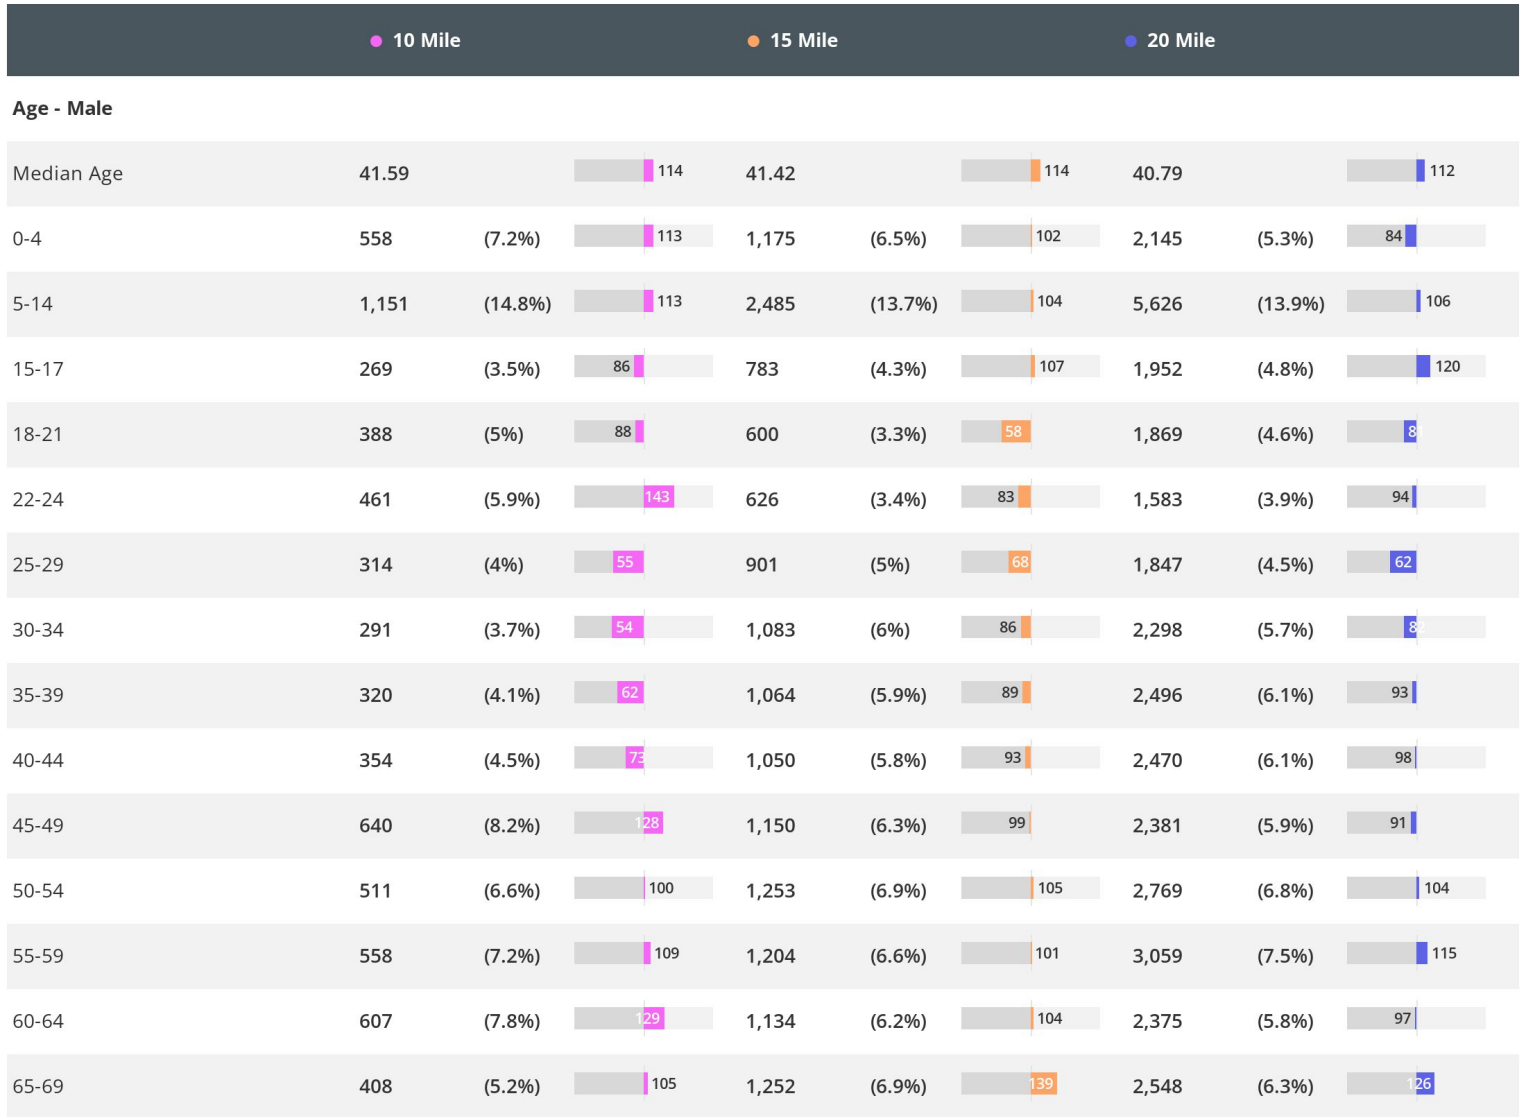 10 Mile 15 Mile 20 Mile
Age - Male
Median Age 41.59 114 41.42 114 40.79 112
0-4 558 (7.2%) 113 1,175 (6.5%) 102 2,145 (5.3%) 84
5-14 1,151 (14.8%) 113 2,485 (13.7%) 104 5,626 (13.9%) 106
15-17 269 (3.5%) 86 783 (4.3%) 107 1,952 (4.8%) 120
18-21 388 (5%) 88 600 (3.3%) 58 1,869 (4.6%)
22-24 461 (5.9%) 143 626 (3.4%) 83 1,583 (3.9%) 94
25-29 314 (4%) 55 901 (5%) 68 1,847 (4.5%) 62
30-34 291 (3.7%) 54 1,083 (6%) 86 2,298 (5.7%)
35-39 320 (4.1%) 62 1,064 (5.9%) 89 2,496 (6.1%) 93
40-44 354 (4.5%) 73 1,050 (5.8%) 93 2,470 (6.1%) 98
45-49 640 (8.2%) 128 1,150 (6.3%) 99 2,381 (5.9%) 91
50-54 511 (6.6%) 100 1,253 (6.9%) 105 2,769 (6.8%) 104
55-59 558 (7.2%) 109 1,204 (6.6%) 101 3,059 (7.5%) 115
60-64 607 (7.8%) 129 1,134 (6.2%) 104 2,375 (5.8%) 97
65-69 408 (5.2%) 105 1,252 (6.9%) 139 2,548 (6.3%) 126